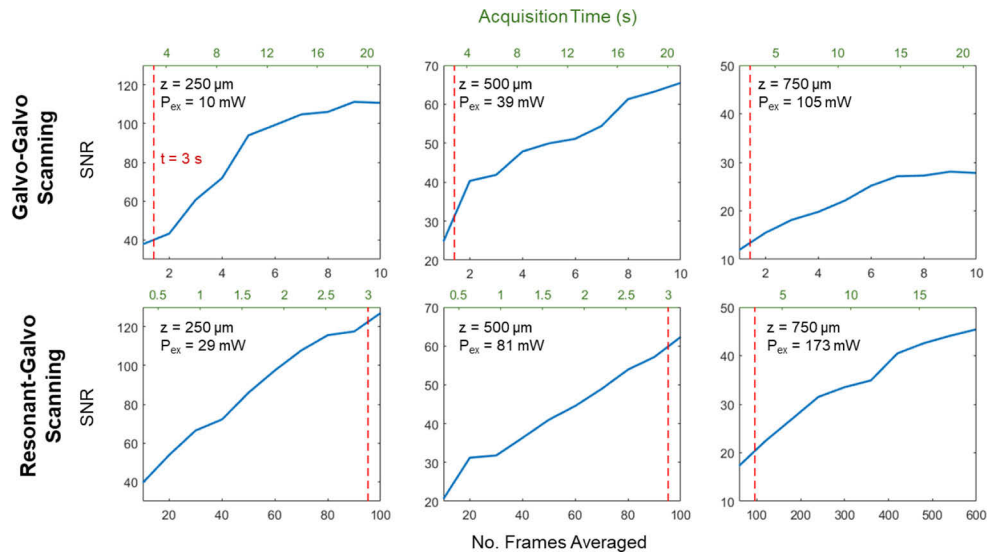 Acquisition Time (s)
4 8 12 16 20
4 8 12 16 20
5 10 15 20
Galvo-Galvo
Scanning
SNR
130
120
100
80
60
40
z = 250 µm
P_ex = 10 mW
t = 3 s
2 4 6 8 10
70
60
50
40
30
20
z = 500 µm
P_ex = 39 mW
2 4 6 8 10
50
40
30
20
10
z = 750 µm
P_ex = 105 mW
2 4 6 8 10
0.5 1 1.5 2 2.5 3
0.5 1 1.5 2 2.5 3
5 10 15
Resonant-Galvo
Scanning
SNR
120
100
80
60
40
z = 250 µm
P_ex = 29 mW
20 40 60 80 100
70
60
50
40
30
20
z = 500 µm
P_ex = 81 mW
20 40 60 80 100
50
40
30
20
10
z = 750 µm
P_ex = 173 mW
100 200 300 400 500 600
No. Frames Averaged